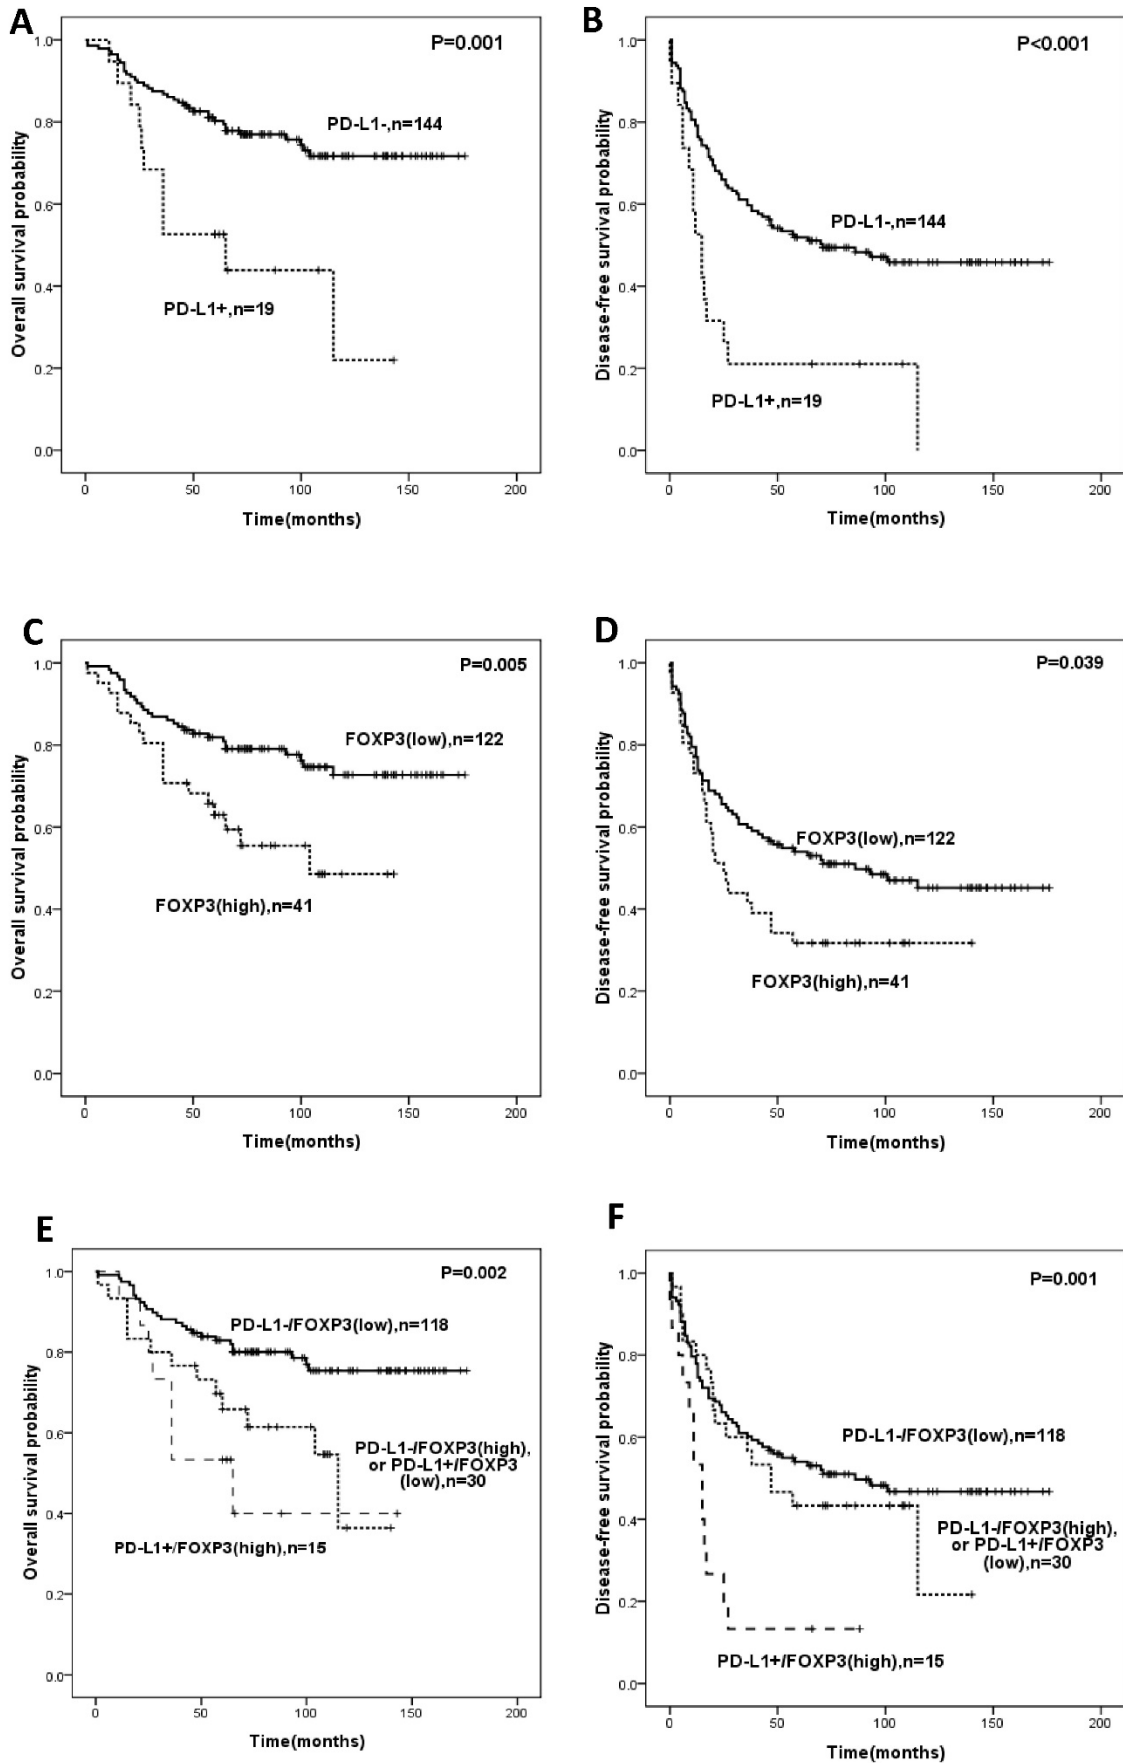 A
P=0.001
1.0
0.8
0.6
0.4
0.2
0.0
Overall survival probability
PD-L1-,n=144
PD-L1+,n=19
0 50 100 150 200
Time(months)
B
P<0.001
1.0
0.8
0.6
0.4
0.2
0.0
Disease-free survival probability
PD-L1-,n=144
PD-L1+,n=19
0 50 100 150 200
Time(months)
C
P=0.005
1.0
0.8
0.6
0.4
0.2
0.0
Overall survival probability
FOXP3(low),n=122
FOXP3(high),n=41
0 50 100 150 200
Time(months)
D
P=0.039
1.0
0.8
0.6
0.4
0.2
0.0
Disease-free survival probability
FOXP3(low),n=122
FOXP3(high),n=41
0 50 100 150 200
Time(months)
E
P=0.002
1.0
0.8
0.6
0.4
0.2
0.0
Overall survival probability
PD-L1-/FOXP3(low),n=118
PD-L1-/FOXP3(high),
or PD-L1+/FOXP3
(low),n=30
PD-L1+/FOXP3(high),n=15
0 50 100 150 200
Time(months)
F
P=0.001
1.0
0.8
0.6
0.4
0.2
0.0
Disease-free survival probability
PD-L1-/FOXP3(low),n=118
PD-L1-/FOXP3(high),
or PD-L1+/FOXP3
(low),n=30
PD-L1+/FOXP3(high),n=15
0 50 100 150 200
Time(months)